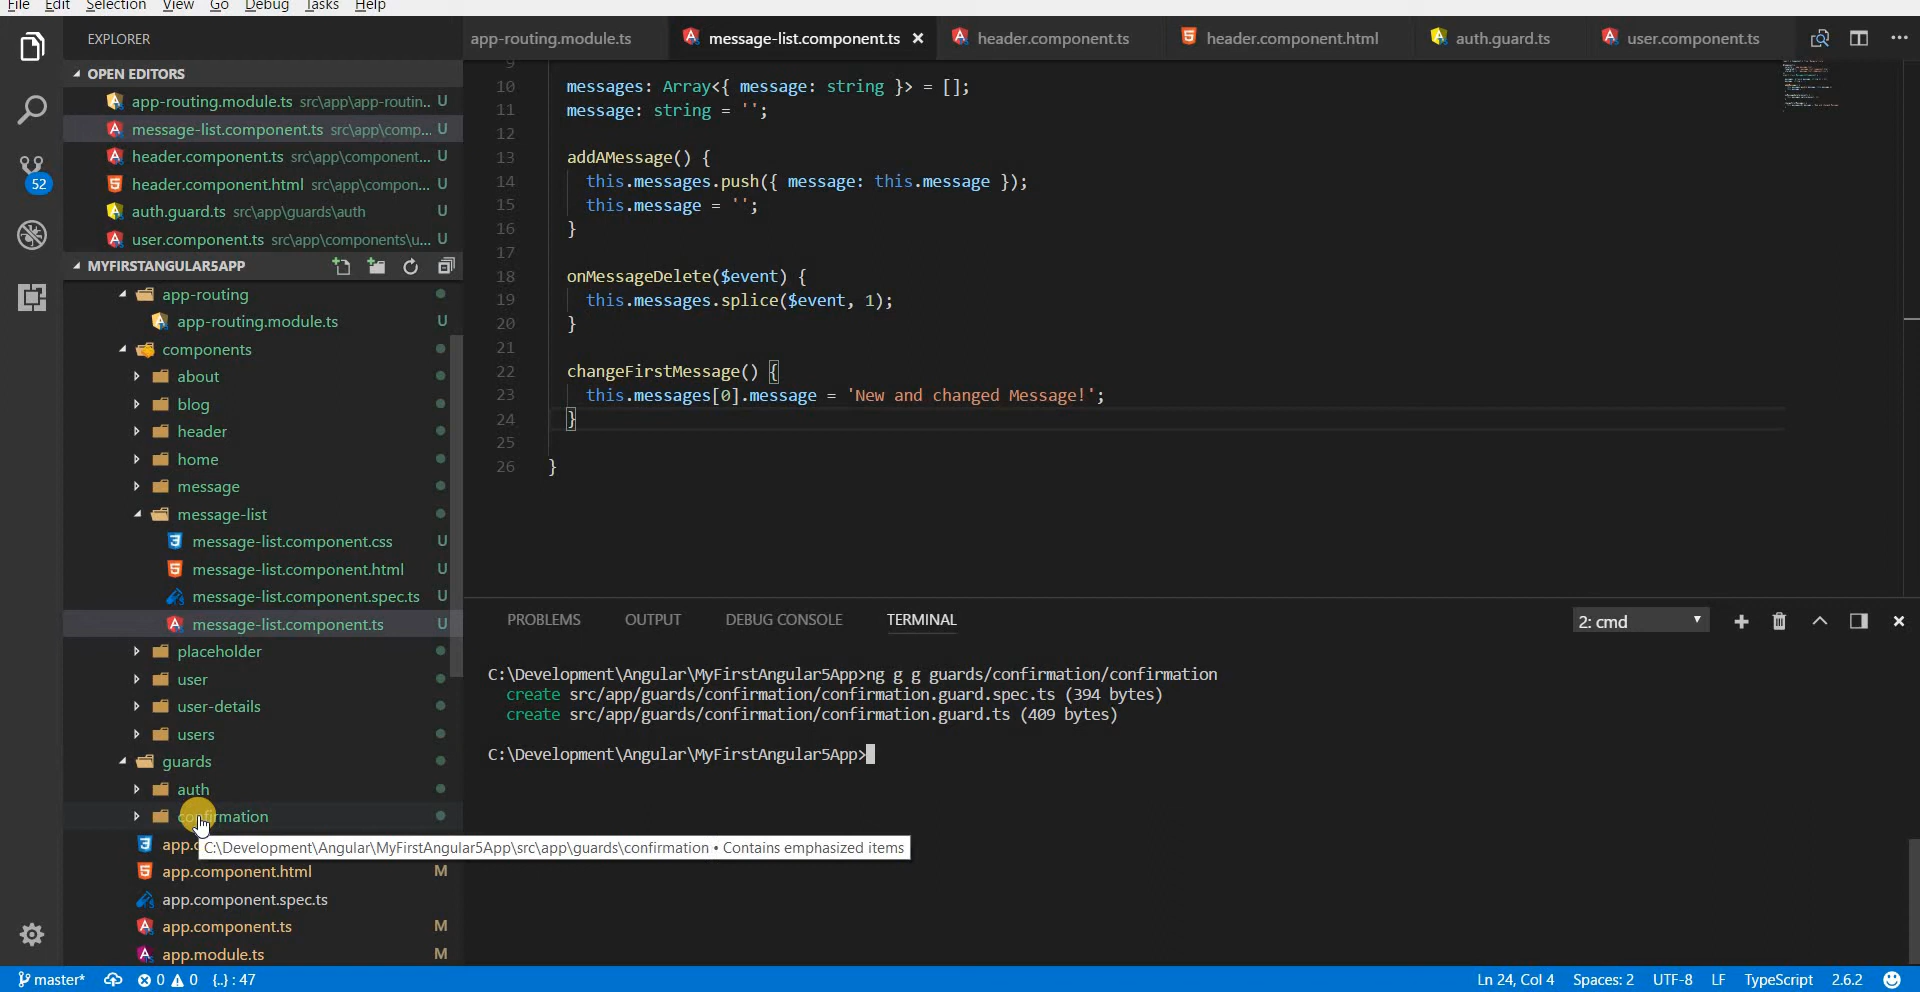 File Edit Selection View Go Debug Tasks Help
EXPLORER
app-routing.module.ts
message-list.component.ts
header.component.ts
header.component.html
auth.guard.ts
user.component.ts
OPEN EDITORS
app-routing.module.ts src\app\app-routin... U
message-list.component.ts src\app\comp... U
header.component.ts src\app\component... U
header.component.html src\app\compon... U
auth.guard.ts src\app\guards\auth U
user.component.ts src\app\components\u... U
52
MYFIRSTANGULAR5APP
app-routing
app-routing.module.ts U
components
about
blog
header
home
message
message-list
message-list.component.css U
message-list.component.html U
message-list.component.spec.ts U
message-list.component.ts U
placeholder
user
user-details
users
guards
auth
confirmation
C:\Development\Angular\MyFirstAngular5App\src\app\guards\confirmation • Contains emphasized items
app.component.html M
app.component.spec.ts
app.component.ts M
app.module.ts M
9
10 messages: Array<{ message: string }> = [];
11 message: string = '';
12
13 addAMessage() {
14 this.messages.push({ message: this.message });
15 this.message = '';
16 }
17
18 onMessageDelete($event) {
19 this.messages.splice($event, 1);
20 }
21
22 changeFirstMessage() {
23 this.messages[0].message = 'New and changed Message!';
24 }
25
26 }
PROBLEMS OUTPUT DEBUG CONSOLE TERMINAL
2: cmd
C:\Development\Angular\MyFirstAngular5App>ng g g guards/confirmation/confirmation
create src/app/guards/confirmation/confirmation.guard.spec.ts (394 bytes)
create src/app/guards/confirmation/confirmation.guard.ts (409 bytes)
C:\Development\Angular\MyFirstAngular5App>
master* 0 0 {..} : 47
Ln 24, Col 4 Spaces: 2 UTF-8 LF TypeScript 2.6.2